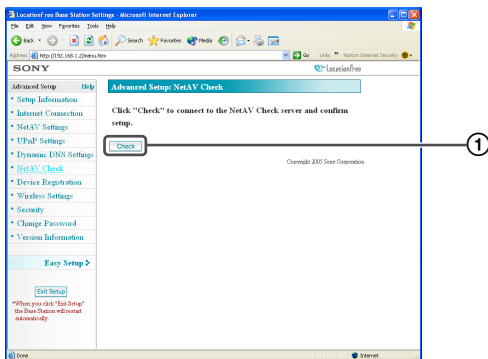 LocationFree Base Station Settings - Microsoft Internet Explorer
File Edit View Favorites Tools Help
Back Search Favorites Media
Address http://192.168.1.2/menu.htm Go Links Norton Internet Security
SONY LocationFree
Advanced Setup Help
Setup Information
Internet Connection
NetAV Settings
UPnP Settings
Dynamic DNS Settings
NetAV Check
Device Registration
Wireless Settings
Security
Change Password
Version Information
Easy Setup
Exit Setup
*When you click "Exit Setup"
the Base Station will restart
automatically.
Advanced Setup: NetAV Check
Click "Check" to connect to the NetAV Check server and confirm
setup.
Check
1
Copyright 2005 Sony Corporation
Done Internet